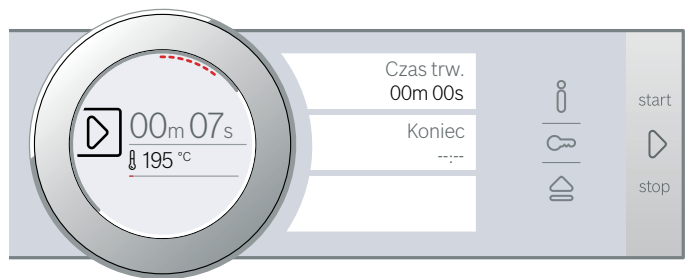 00m 07s
195 °C
Czas trw.
00m 00s
Koniec
--:--
start
stop